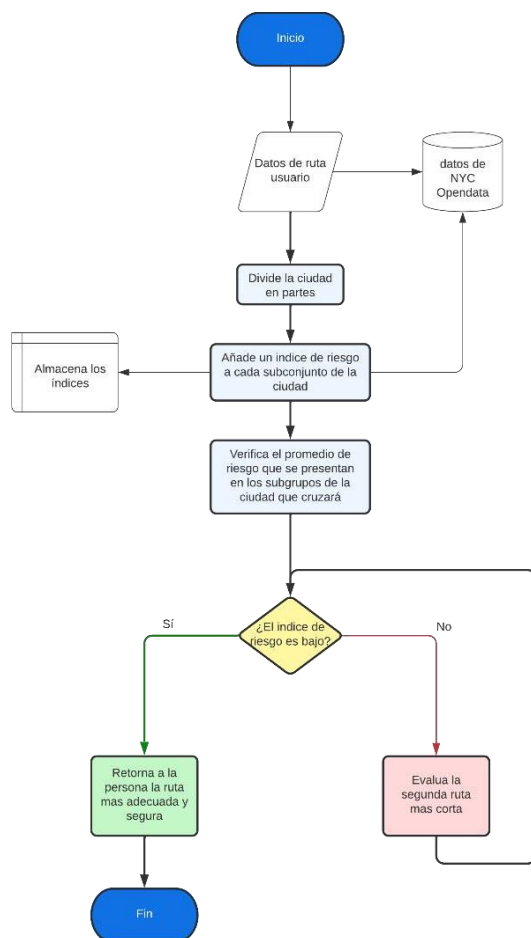 Inicio
Datos de ruta
usuario
datos de
NYC
Opendata
Divide la ciudad
en partes
Almacena los
índices
Añade un indice de riesgo
a cada subconjunto de la
ciudad
Verifica el promedio de
riesgo que se presentan
en los subgrupos de la
ciudad que cruzará
Sí
¿El indice de
riesgo es bajo?
No
Retorna a la
persona la ruta
mas adecuada y
segura
Evalua la
segunda ruta
mas corta
Fin